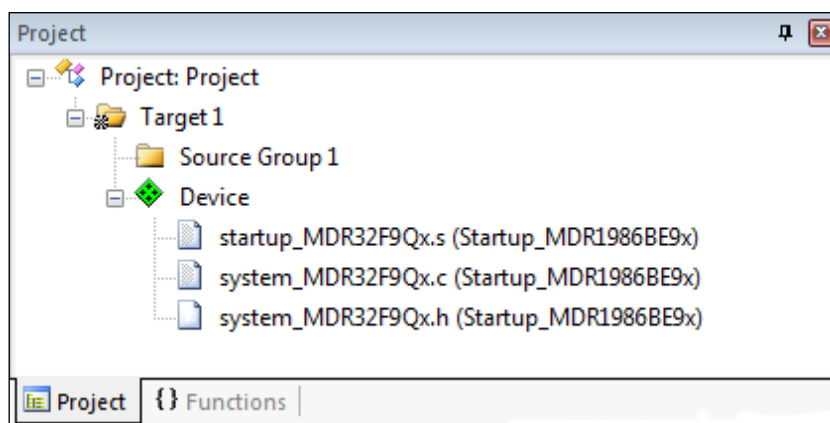 Project
Project: Project
Target 1
Source Group 1
Device
startup_MDR32F9Qx.s (Startup_MDR1986BE9x)
system_MDR32F9Qx.c (Startup_MDR1986BE9x)
system_MDR32F9Qx.h (Startup_MDR1986BE9x)
Project {} Functions